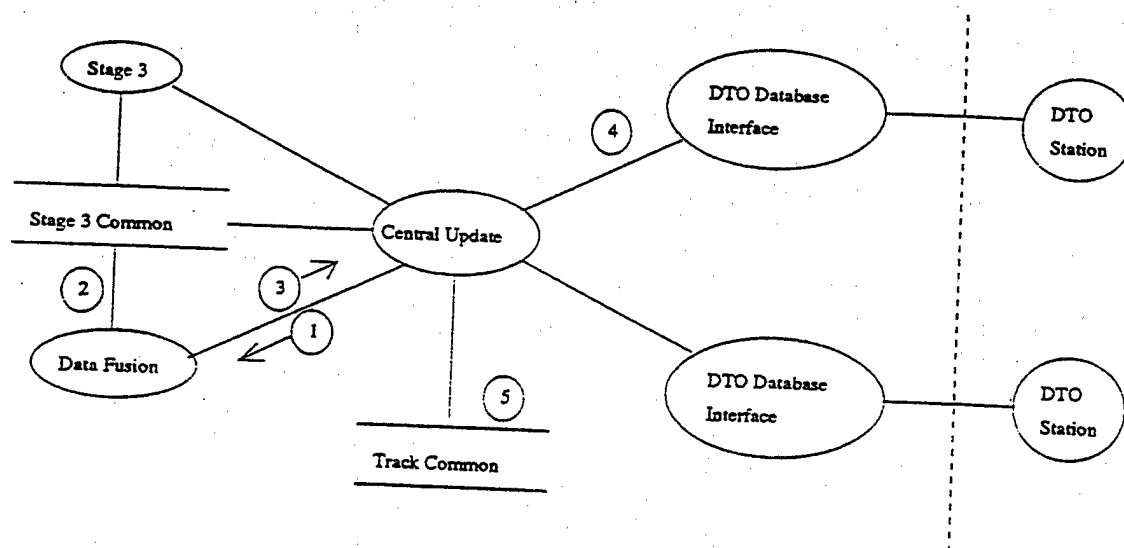 Stage 3
DTO Database
Interface
DTO
Station
4
Stage 3 Common
Central Update
2
3
1
Data Fusion
DTO Database
Interface
DTO
Station
5
Track Common